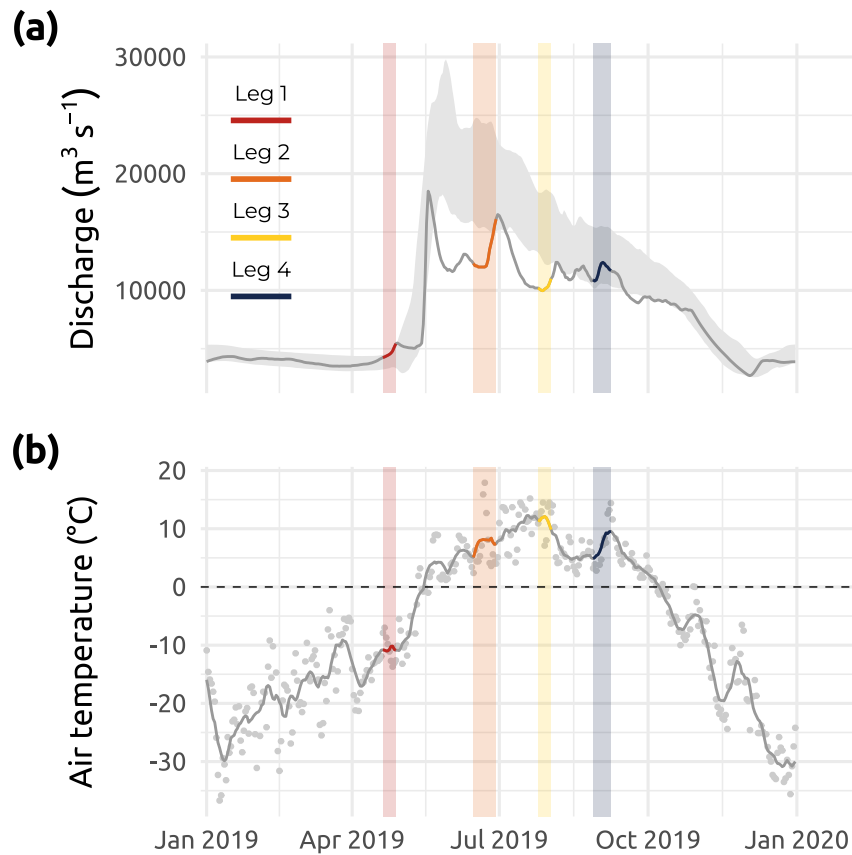 (a)
Discharge (m³ s⁻¹)
30000
20000
10000
Leg 1
Leg 2
Leg 3
Leg 4
(b)
Air temperature (°C)
20
10
0
-10
-20
-30
Jan 2019 Apr 2019 Jul 2019 Oct 2019 Jan 2020